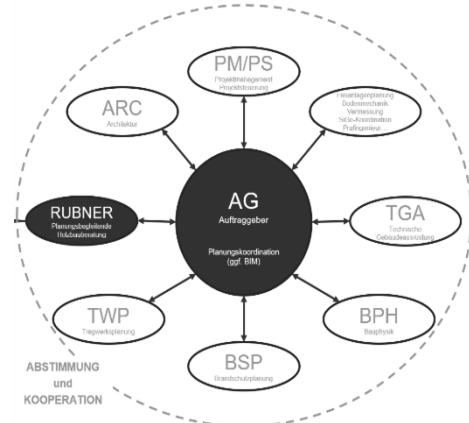 PM/PS
Projektmanagement
Projektsteuerung
ARC
Architektur
Freianlagenplanung
Bodenmechanik
Vermessung
SiGe-Koordination
Prüfingenieur...
AG
Auftraggeber
Planungskoordination
(ggf. BIM)
RUBNER
Planungsbegleitende
Holzbauberatung
TGA
Technische
Gebäudeausrüstung
TWP
Tragwerksplanung
BPH
Bauphysik
BSP
Brandschutzplanung
ABSTIMMUNG
und
KOOPERATION